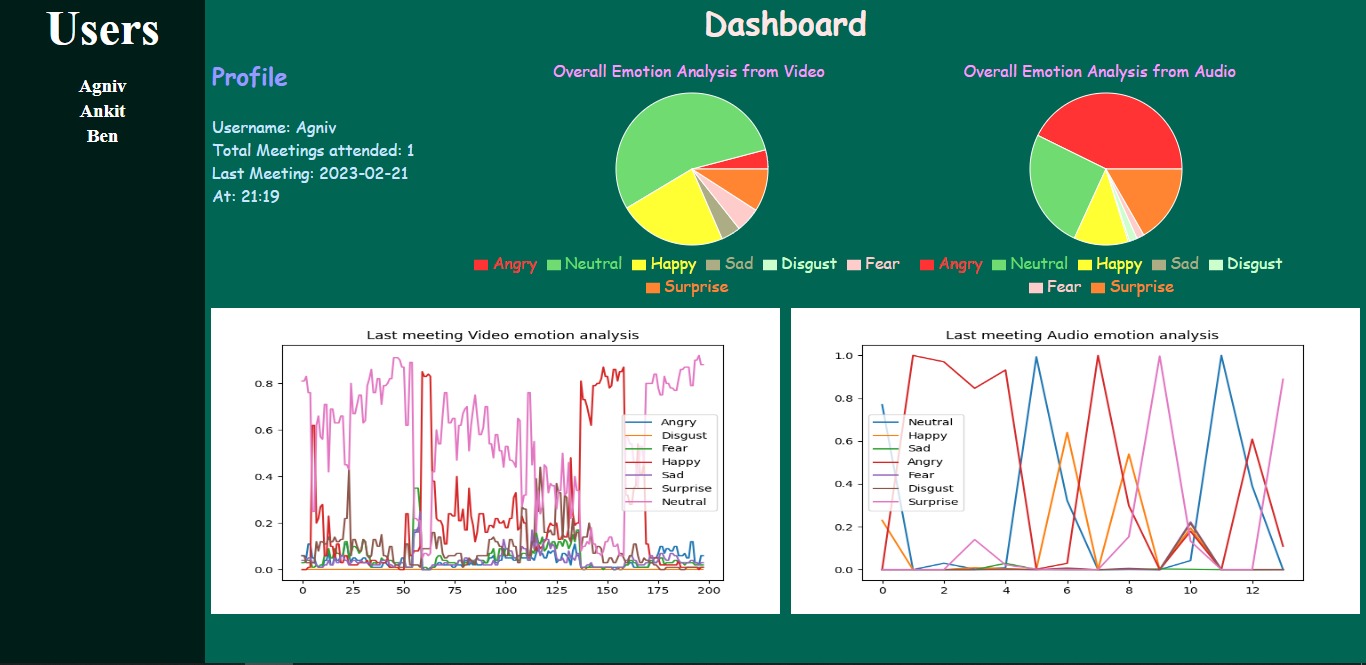 Users
Agniv
Ankit
Ben
Dashboard
Profile
Username: Agniv
Total Meetings attended: 1
Last Meeting: 2023-02-21
At: 21:19
Overall Emotion Analysis from Video
Angry Neutral Happy Sad Disgust Fear
Surprise
Overall Emotion Analysis from Audio
Angry Neutral Happy Sad Disgust
Fear Surprise
Last meeting Video emotion analysis
0.8
0.6
0.4
0.2
0.0
0 25 50 75 100 125 150 175 200
Angry
Disgust
Fear
Happy
Sad
Surprise
Neutral
Last meeting Audio emotion analysis
1.0
0.8
0.6
0.4
0.2
0.0
0 2 4 6 8 10 12
Neutral
Happy
Sad
Angry
Fear
Disgust
Surprise